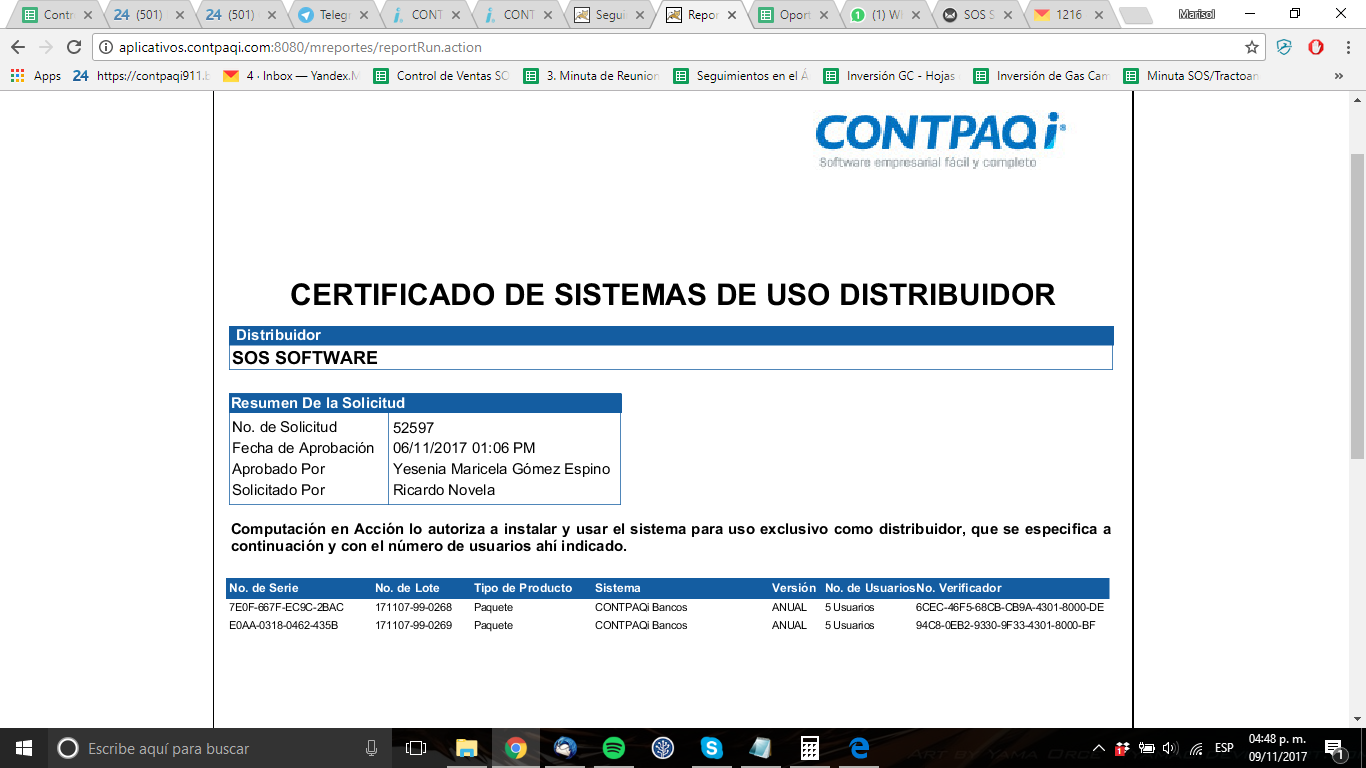 Contr
24 (501)
24 (501)
Telegr
CONT
CONT
Segui
Repor
Oport
(1) W
SOS S
1216
Marisol
aplicativos.contpaqi.com:8080/mreportes/reportRun.action
Apps
24 https://contpaqi911.b
4 · Inbox — Yandex.M
Control de Ventas SO
3. Minuta de Reunion
Seguimientos en el Á
Inversión GC - Hojas
Inversión de Gas Cam
Minuta SOS/Tractoan
»
CONTPAQi®
Software empresarial fácil y completo
CERTIFICADO DE SISTEMAS DE USO DISTRIBUIDOR
Distribuidor
SOS SOFTWARE
Resumen De la Solicitud
No. de Solicitud 52597
Fecha de Aprobación 06/11/2017 01:06 PM
Aprobado Por Yesenia Maricela Gómez Espino
Solicitado Por Ricardo Novela
Computación en Acción lo autoriza a instalar y usar el sistema para uso exclusivo como distribuidor, que se especifica a
continuación y con el número de usuarios ahí indicado.
No. de Serie No. de Lote Tipo de Producto Sistema Versión No. de Usuarios No. Verificador
7E0F-667F-EC9C-2BAC 171107-99-0268 Paquete CONTPAQi Bancos ANUAL 5 Usuarios 6CEC-46F5-68CB-CB9A-4301-8000-DE
E0AA-0318-0462-435B 171107-99-0269 Paquete CONTPAQi Bancos ANUAL 5 Usuarios 94C8-0EB2-9330-9F33-4301-8000-BF
Escribe aquí para buscar
ESP
04:48 p. m.
09/11/2017
1